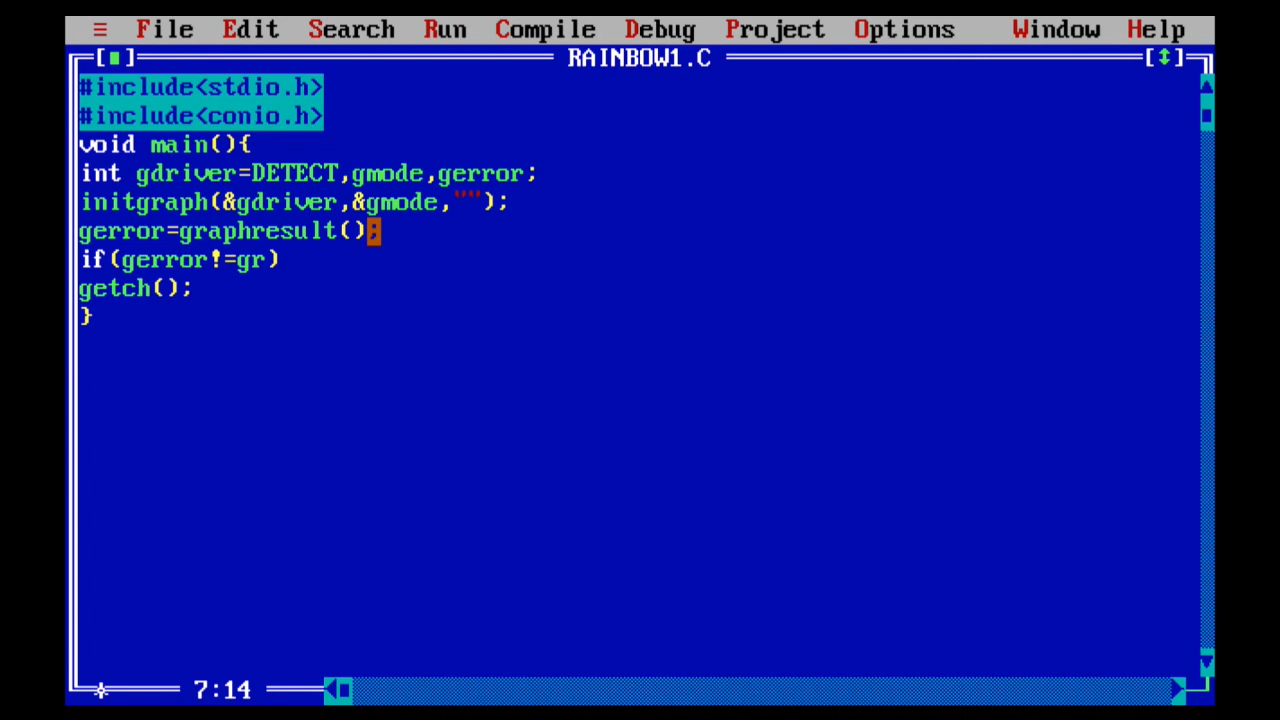 ≡ File Edit Search Run Compile Debug Project Options Window Help
[■] RAINBOW1.C [↕]
#include<stdio.h>
#include<conio.h>
void main(){
int gdriver=DETECT,gmode,gerror;
initgraph(&gdriver,&gmode,"");
gerror=graphresult();
if(gerror!=gr)
getch();
}
7:14